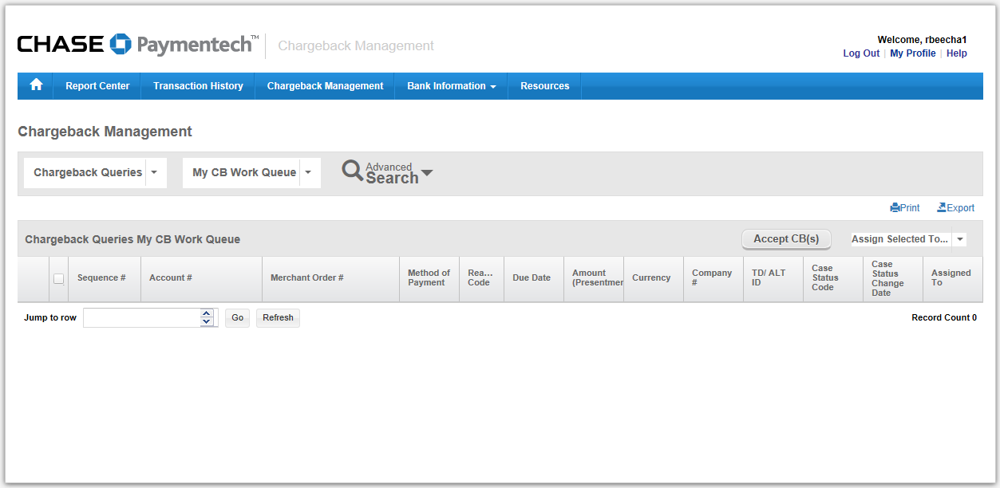 CHASE Paymentech™ Chargeback Management
Welcome, rbeecha1
Log Out | My Profile | Help
Report Center Transaction History Chargeback Management Bank Information Resources
Chargeback Management
Chargeback Queries My CB Work Queue Advanced
Search
Print Export
Chargeback Queries My CB Work Queue Accept CB(s) Assign Selected To...
Sequence #
Account #
Merchant Order #
Method of
Payment
Rea...
Code
Due Date
Amount
(Presentmen
Currency
Company
#
TD/ ALT
ID
Case
Status
Code
Case
Status
Change
Date
Assigned
To
Jump to row Go Refresh Record Count 0